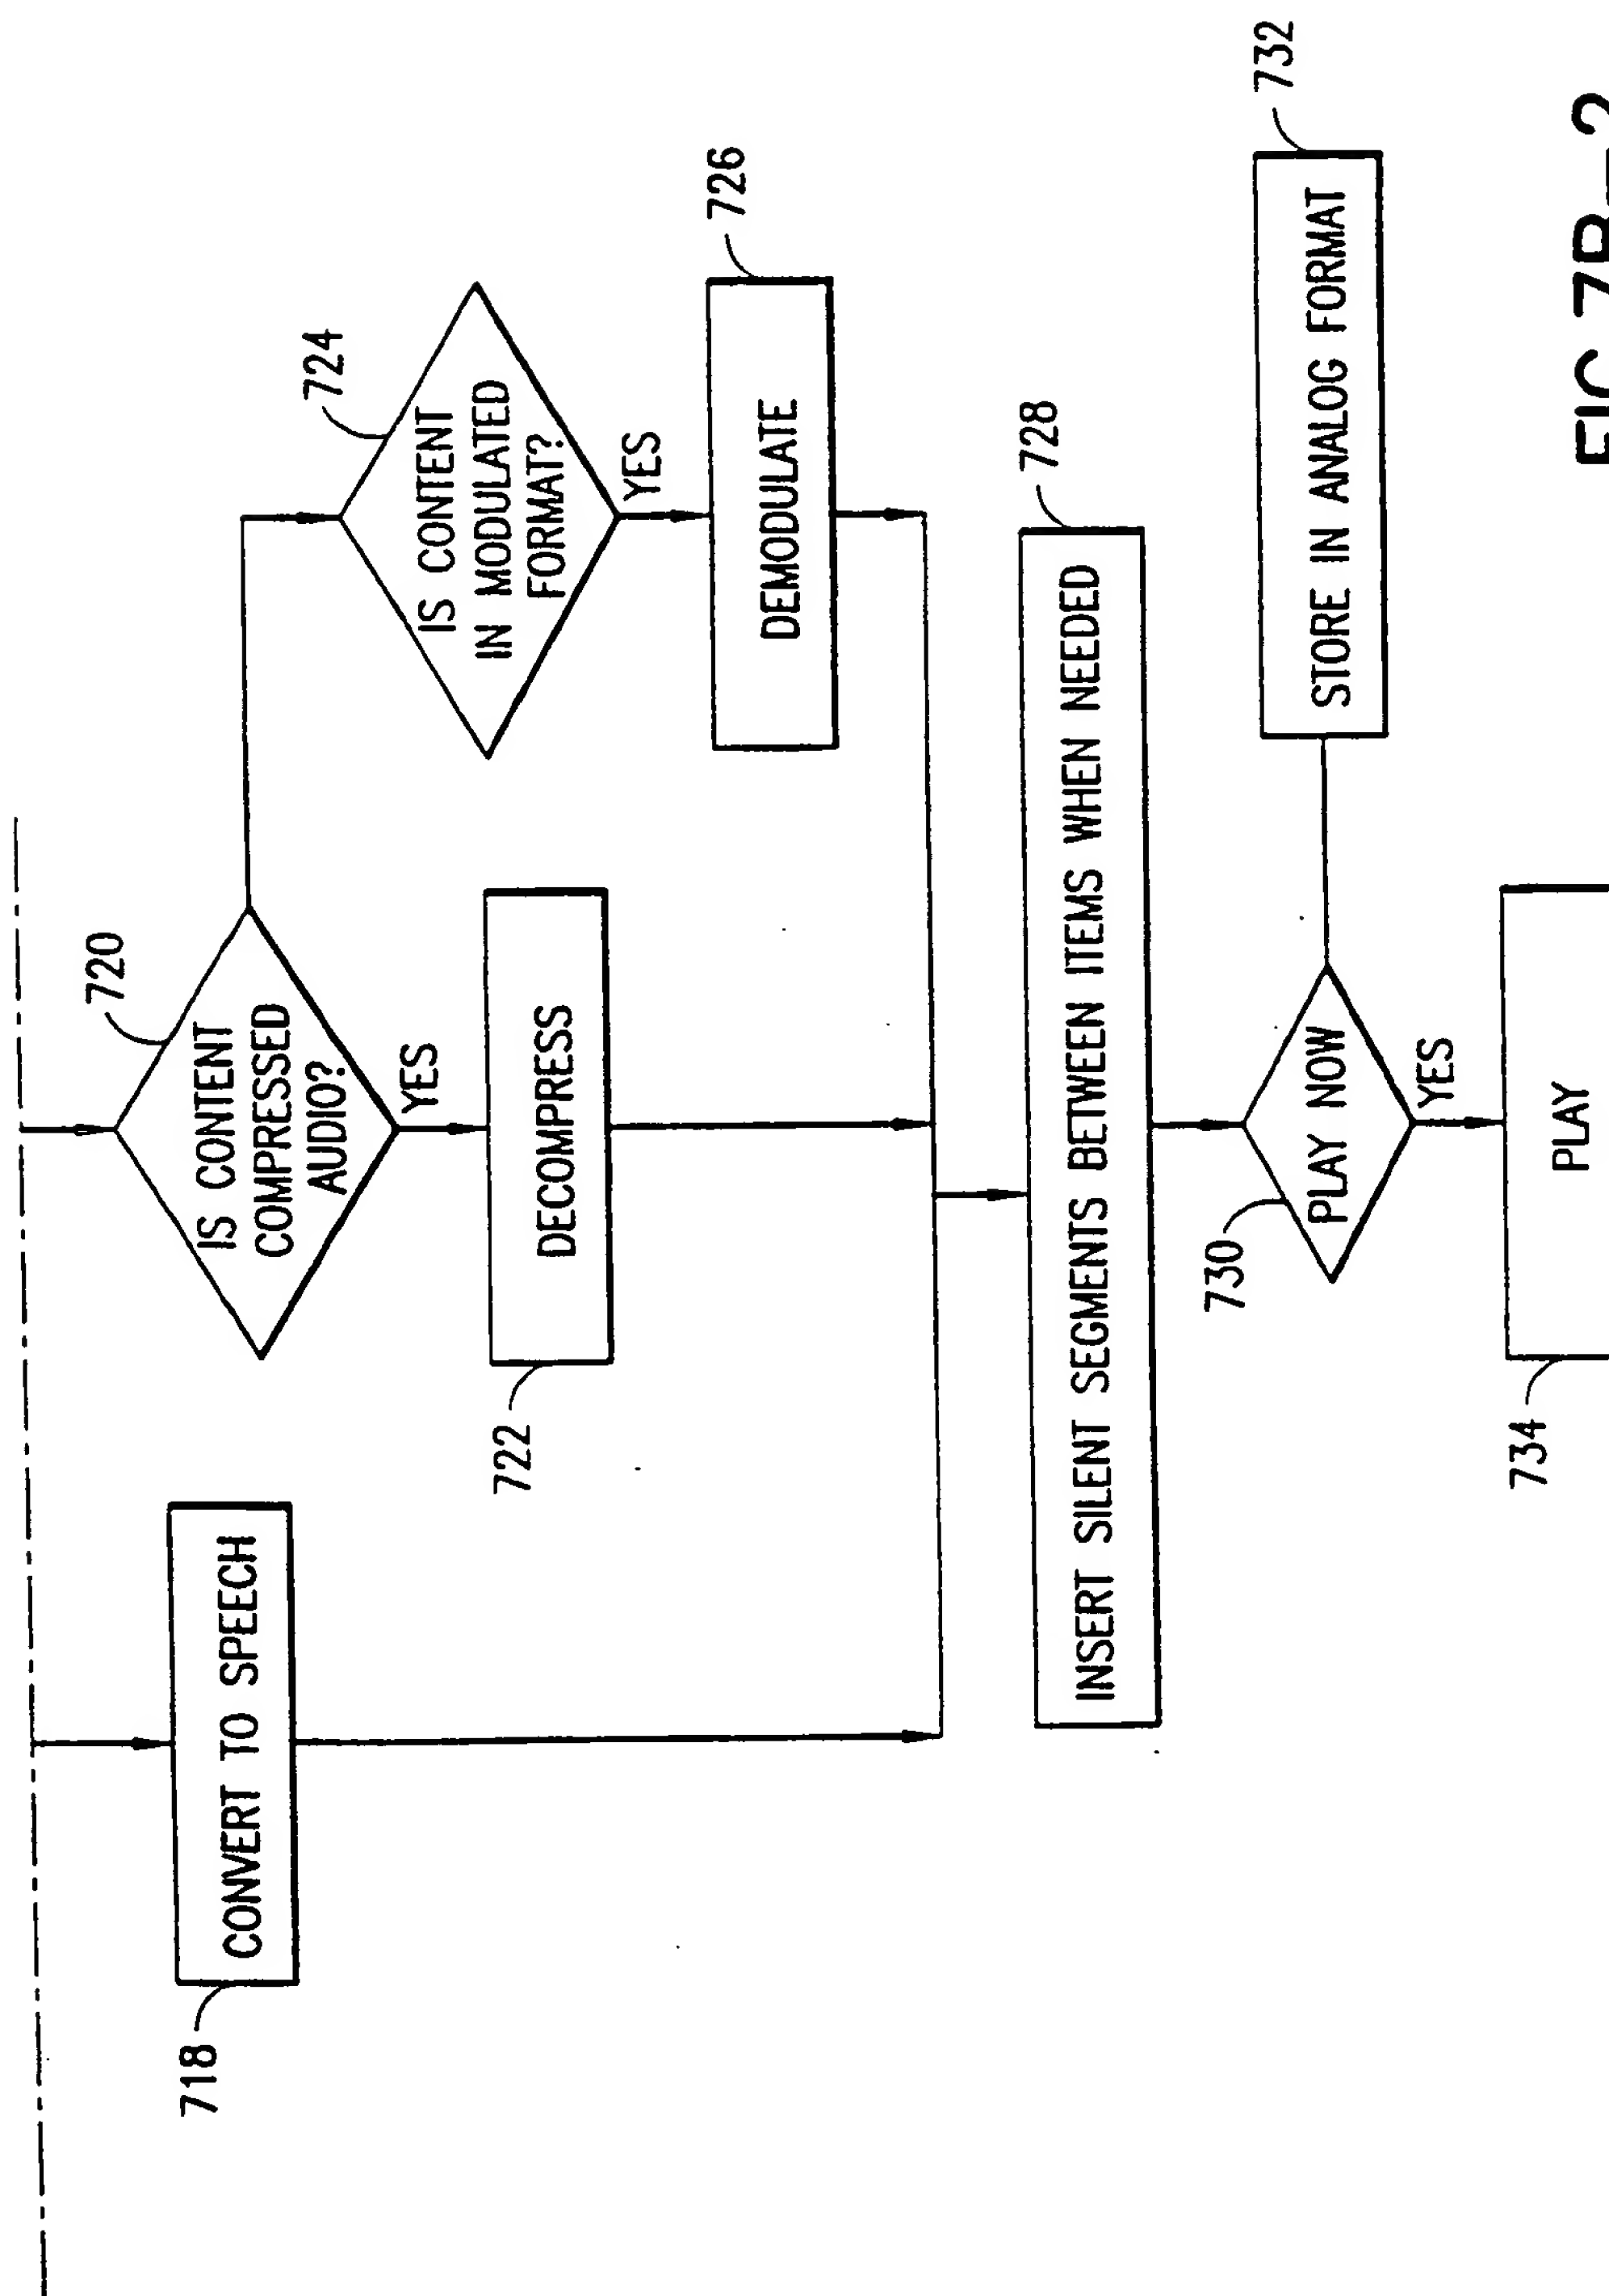 718
CONVERT TO SPEECH
720
IS CONTENT
COMPRESSED
AUDIO?
YES
722
DECOMPRESS
724
IS CONTENT
IN MODULATED
FORMAT?
YES
726
DEMODULATE
728
INSERT SILENT SEGMENTS BETWEEN ITEMS WHEN NEEDED
730
PLAY NOW
YES
732
STORE IN ANALOG FORMAT
734
PLAY
FIG.7B-2